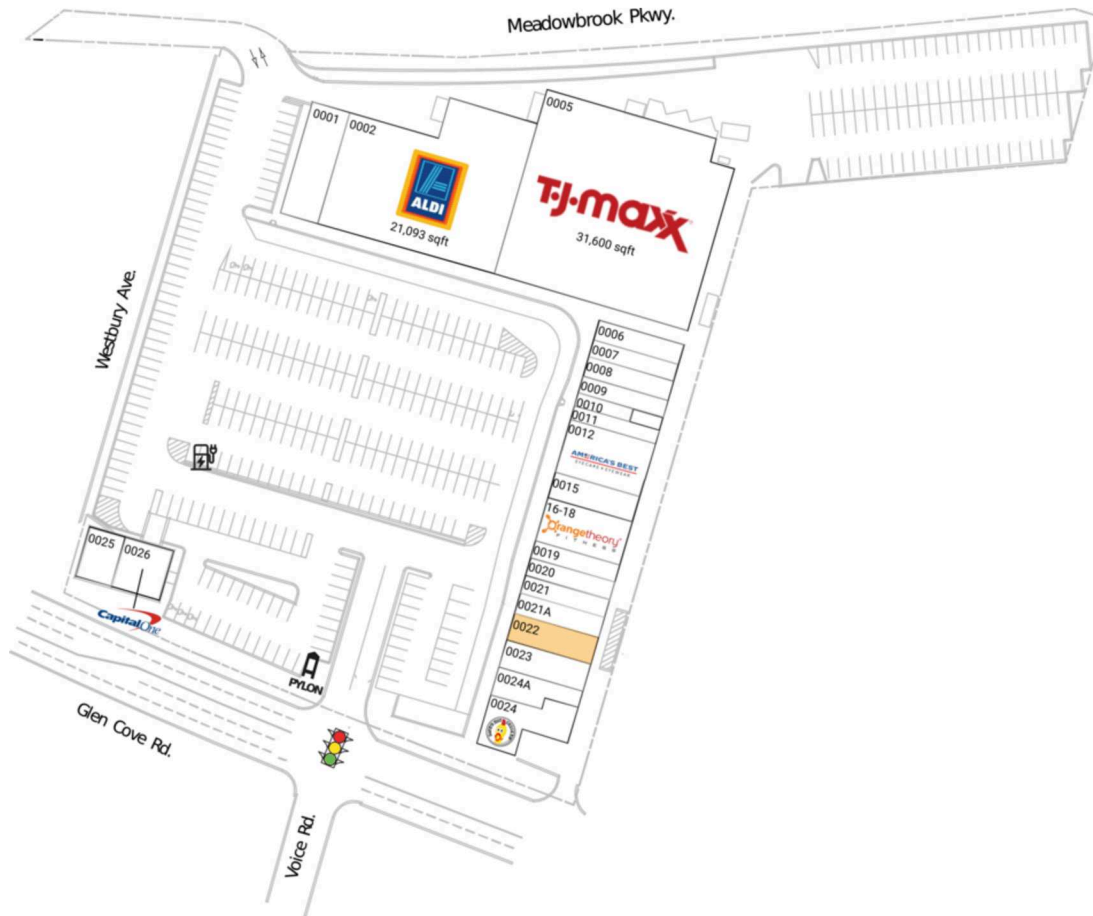 Meadowbrook Pkwy.
0001
0002
ALDI
21,093 sqft
0005
T.J.maxx
31,600 sqft
Westbury Ave.
0006
0007
0008
0009
0010
0011
0012
AMERICA'S BEST
0015
16-18
Orangetheory
FITNESS
0019
0020
0021
0021A
0022
0023
0024A
0024
0025
0026
CapitalOne
PYLON
Glen Cove Rd.
Voice Rd.